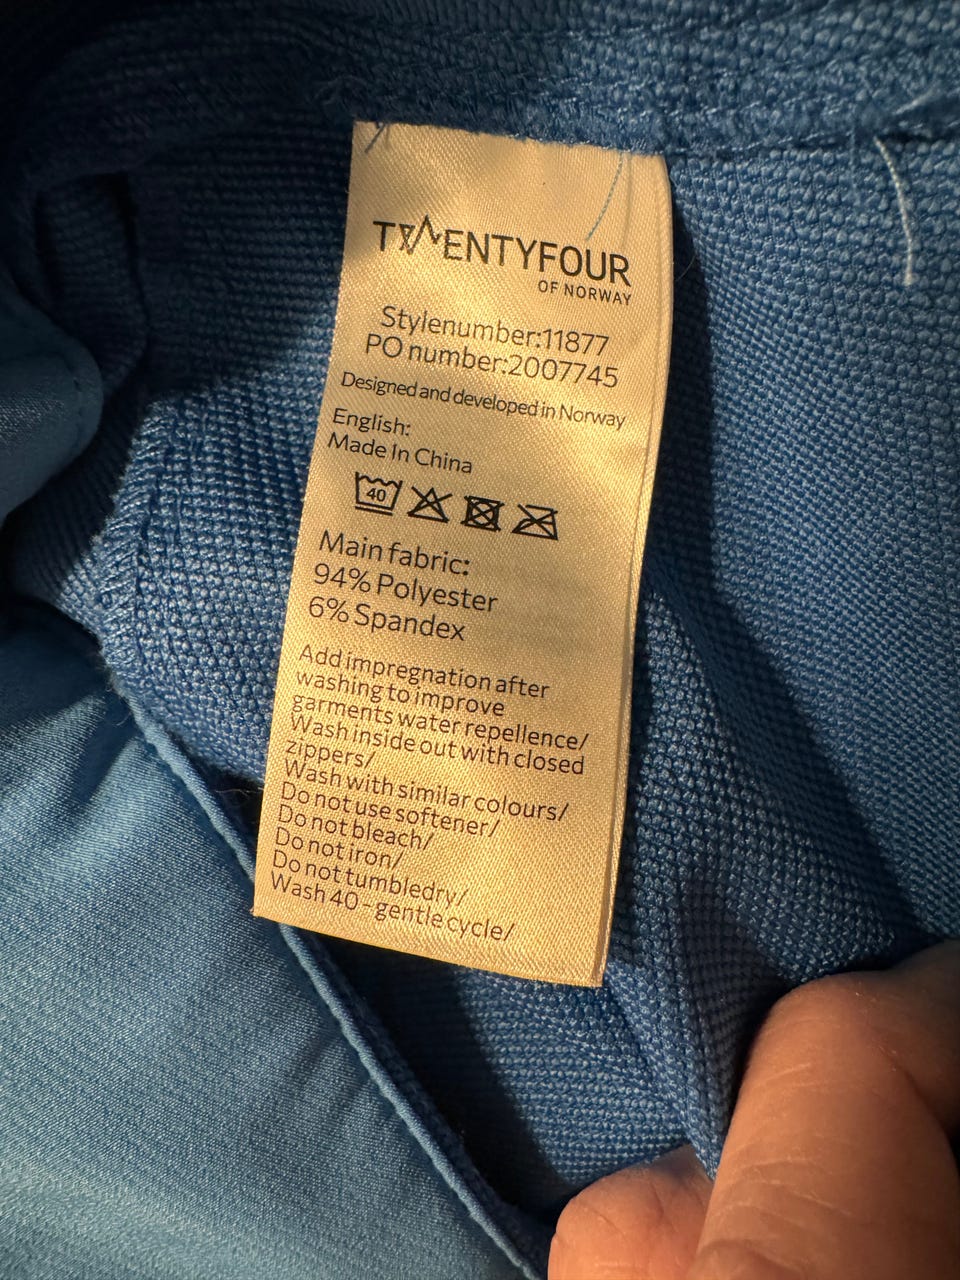 TWENTYFOUR
OF NORWAY
Stylenumber:11877
PO number:2007745
Designed and developed in Norway
English:
Made In China
40
Main fabric:
94% Polyester
6% Spandex
Add impregnation after
washing to improve
garments water repellence/
Wash inside out with closed
zippers/
Wash with similar colours/
Do not use softener/
Do not bleach/
Do not iron/
Do not tumbledry/
Wash 40 - gentle cycle/